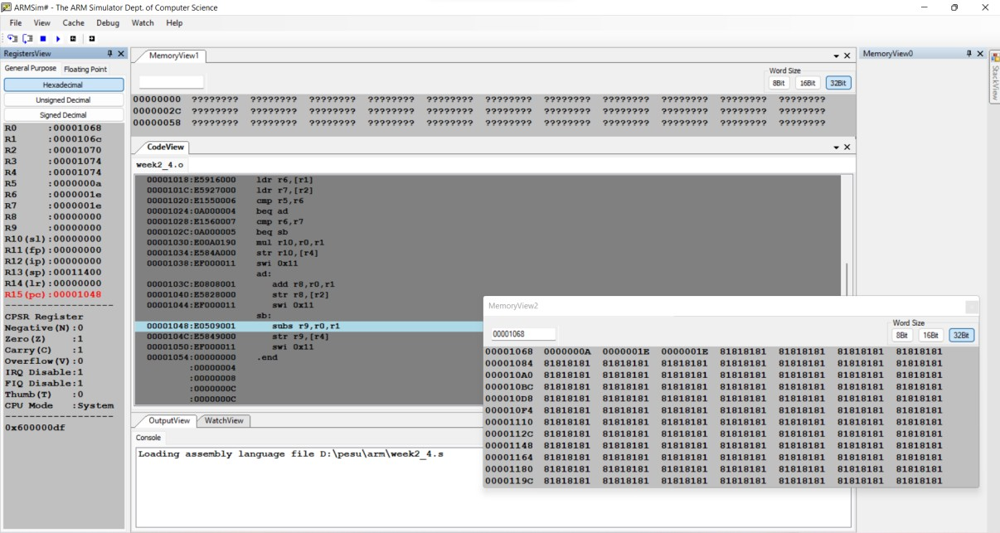 ARMSim# - The ARM Simulator Dept. of Computer Science
File View Cache Debug Watch Help
RegistersView
General Purpose Floating Point
Hexadecimal
Unsigned Decimal
Signed Decimal
R0 :00001068
R1 :0000106c
R2 :00001070
R3 :00001074
R4 :00001074
R5 :0000000a
R6 :0000001e
R7 :0000001e
R8 :00000000
R9 :00000000
R10(sl):00000000
R11(fp):00000000
R12(ip):00000000
R13(sp):00011400
R14(lr):00000000
R15(pc):00001048
-------------------
CPSR Register
Negative(N):0
Zero(Z) :1
Carry(C) :1
Overflow(V):0
IRQ Disable:1
FIQ Disable:1
Thumb(T) :0
CPU Mode :System
-------------------
0x600000df
MemoryView1
Word Size
8Bit 16Bit 32Bit
00000000 ???????? ???????? ???????? ???????? ???????? ???????? ???????? ???????? ???????? ???????? ????????
0000002C ???????? ???????? ???????? ???????? ???????? ???????? ???????? ???????? ???????? ???????? ????????
00000058 ???????? ???????? ???????? ???????? ???????? ???????? ???????? ???????? ???????? ???????? ????????
CodeView
week2_4.o
00001018:E5916000 ldr r6,[r1]
0000101C:E5927000 ldr r7,[r2]
00001020:E1550006 cmp r5,r6
00001024:0A000004 beq ad
00001028:E1560007 cmp r6,r7
0000102C:0A000005 beq sb
00001030:E00A0190 mul r10,r0,r1
00001034:E584A000 str r10,[r4]
00001038:EF000011 swi 0x11
ad:
0000103C:E0808001 add r8,r0,r1
00001040:E5828000 str r8,[r2]
00001044:EF000011 swi 0x11
sb:
00001048:E0509001 subs r9,r0,r1
0000104C:E5849000 str r9,[r4]
00001050:EF000011 swi 0x11
00001054:00000000 .end
:00000004
:00000008
:0000000C
:0000000C
OutputView WatchView
Console
Loading assembly language file D:\pesu\arm\week2_4.s
MemoryView0
StackView
MemoryView2
Word Size
00001068
8Bit 16Bit 32Bit
00001068 0000000A 0000001E 0000001E 81818181 81818181 81818181 81818181
00001084 81818181 81818181 81818181 81818181 81818181 81818181 81818181
000010A0 81818181 81818181 81818181 81818181 81818181 81818181 81818181
000010BC 81818181 81818181 81818181 81818181 81818181 81818181 81818181
000010D8 81818181 81818181 81818181 81818181 81818181 81818181 81818181
000010F4 81818181 81818181 81818181 81818181 81818181 81818181 81818181
00001110 81818181 81818181 81818181 81818181 81818181 81818181 81818181
0000112C 81818181 81818181 81818181 81818181 81818181 81818181 81818181
00001148 81818181 81818181 81818181 81818181 81818181 81818181 81818181
00001164 81818181 81818181 81818181 81818181 81818181 81818181 81818181
00001180 81818181 81818181 81818181 81818181 81818181 81818181 81818181
0000119C 81818181 81818181 81818181 81818181 81818181 81818181 81818181